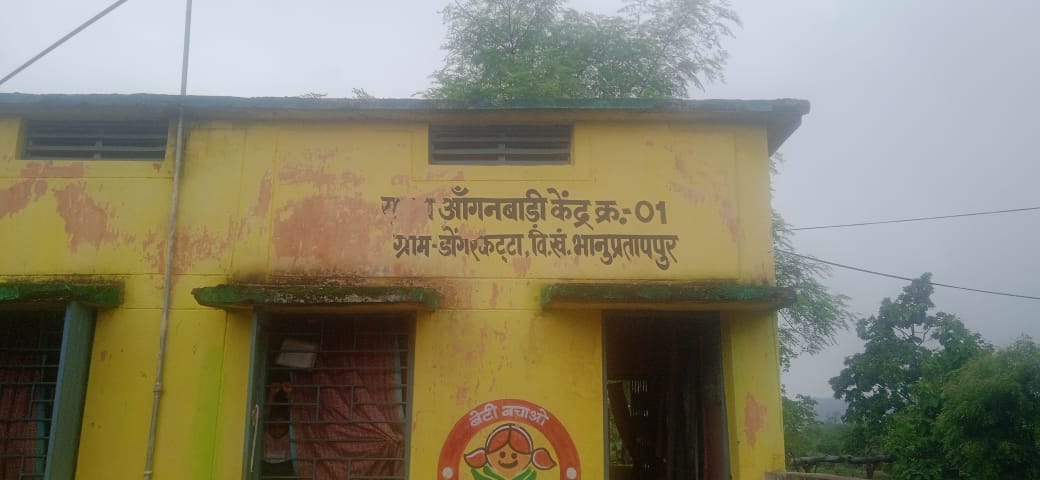 आँगनबाड़ी केंद्र क्र.-01
ग्राम-डोंगरकट्टा, वि.खं. भानुप्रतापपुर
बेटी बचाओ